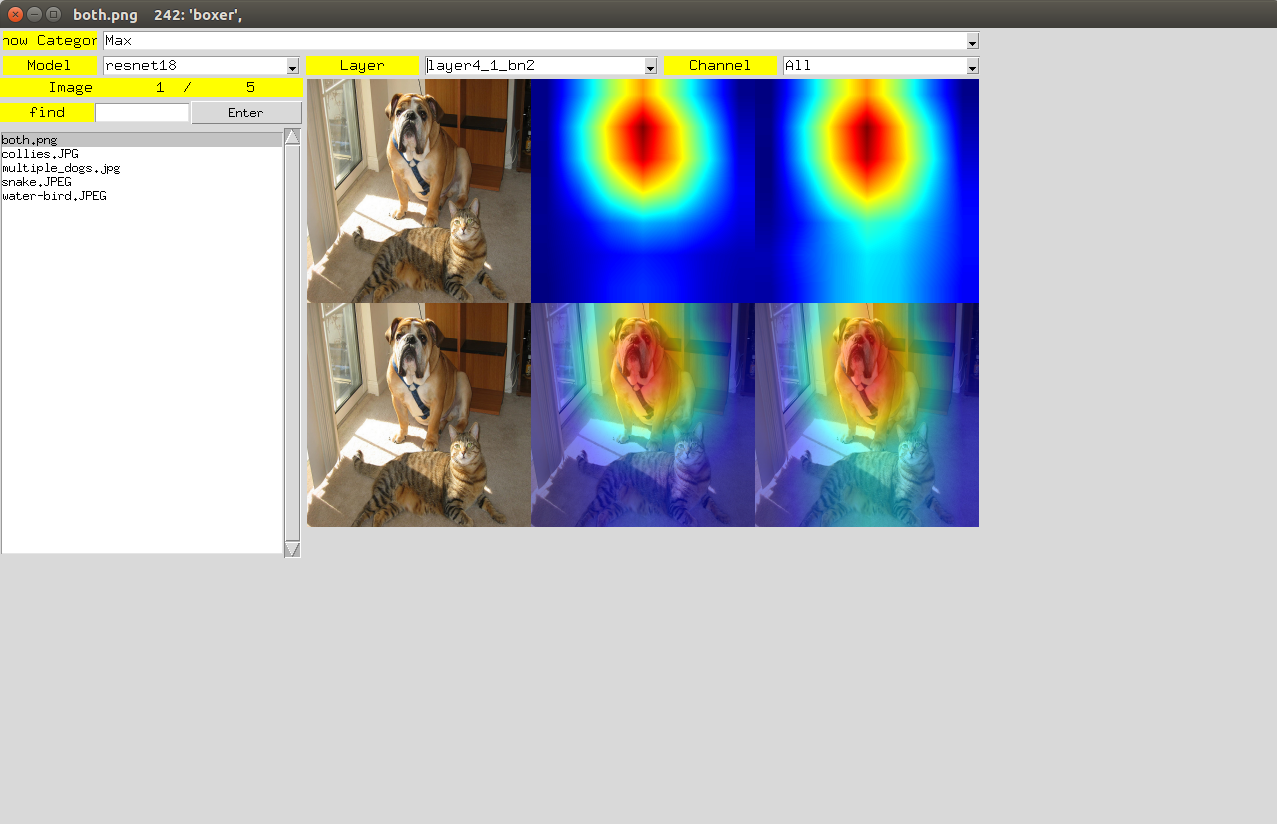 both.png 242: 'boxer',
how Categor Max
Model resnet18 Layer layer4_1_bn2 Channel All
Image 1 / 5
find Enter
both.png
collies.JPG
multiple_dogs.jpg
snake.JPEG
water-bird.JPEG